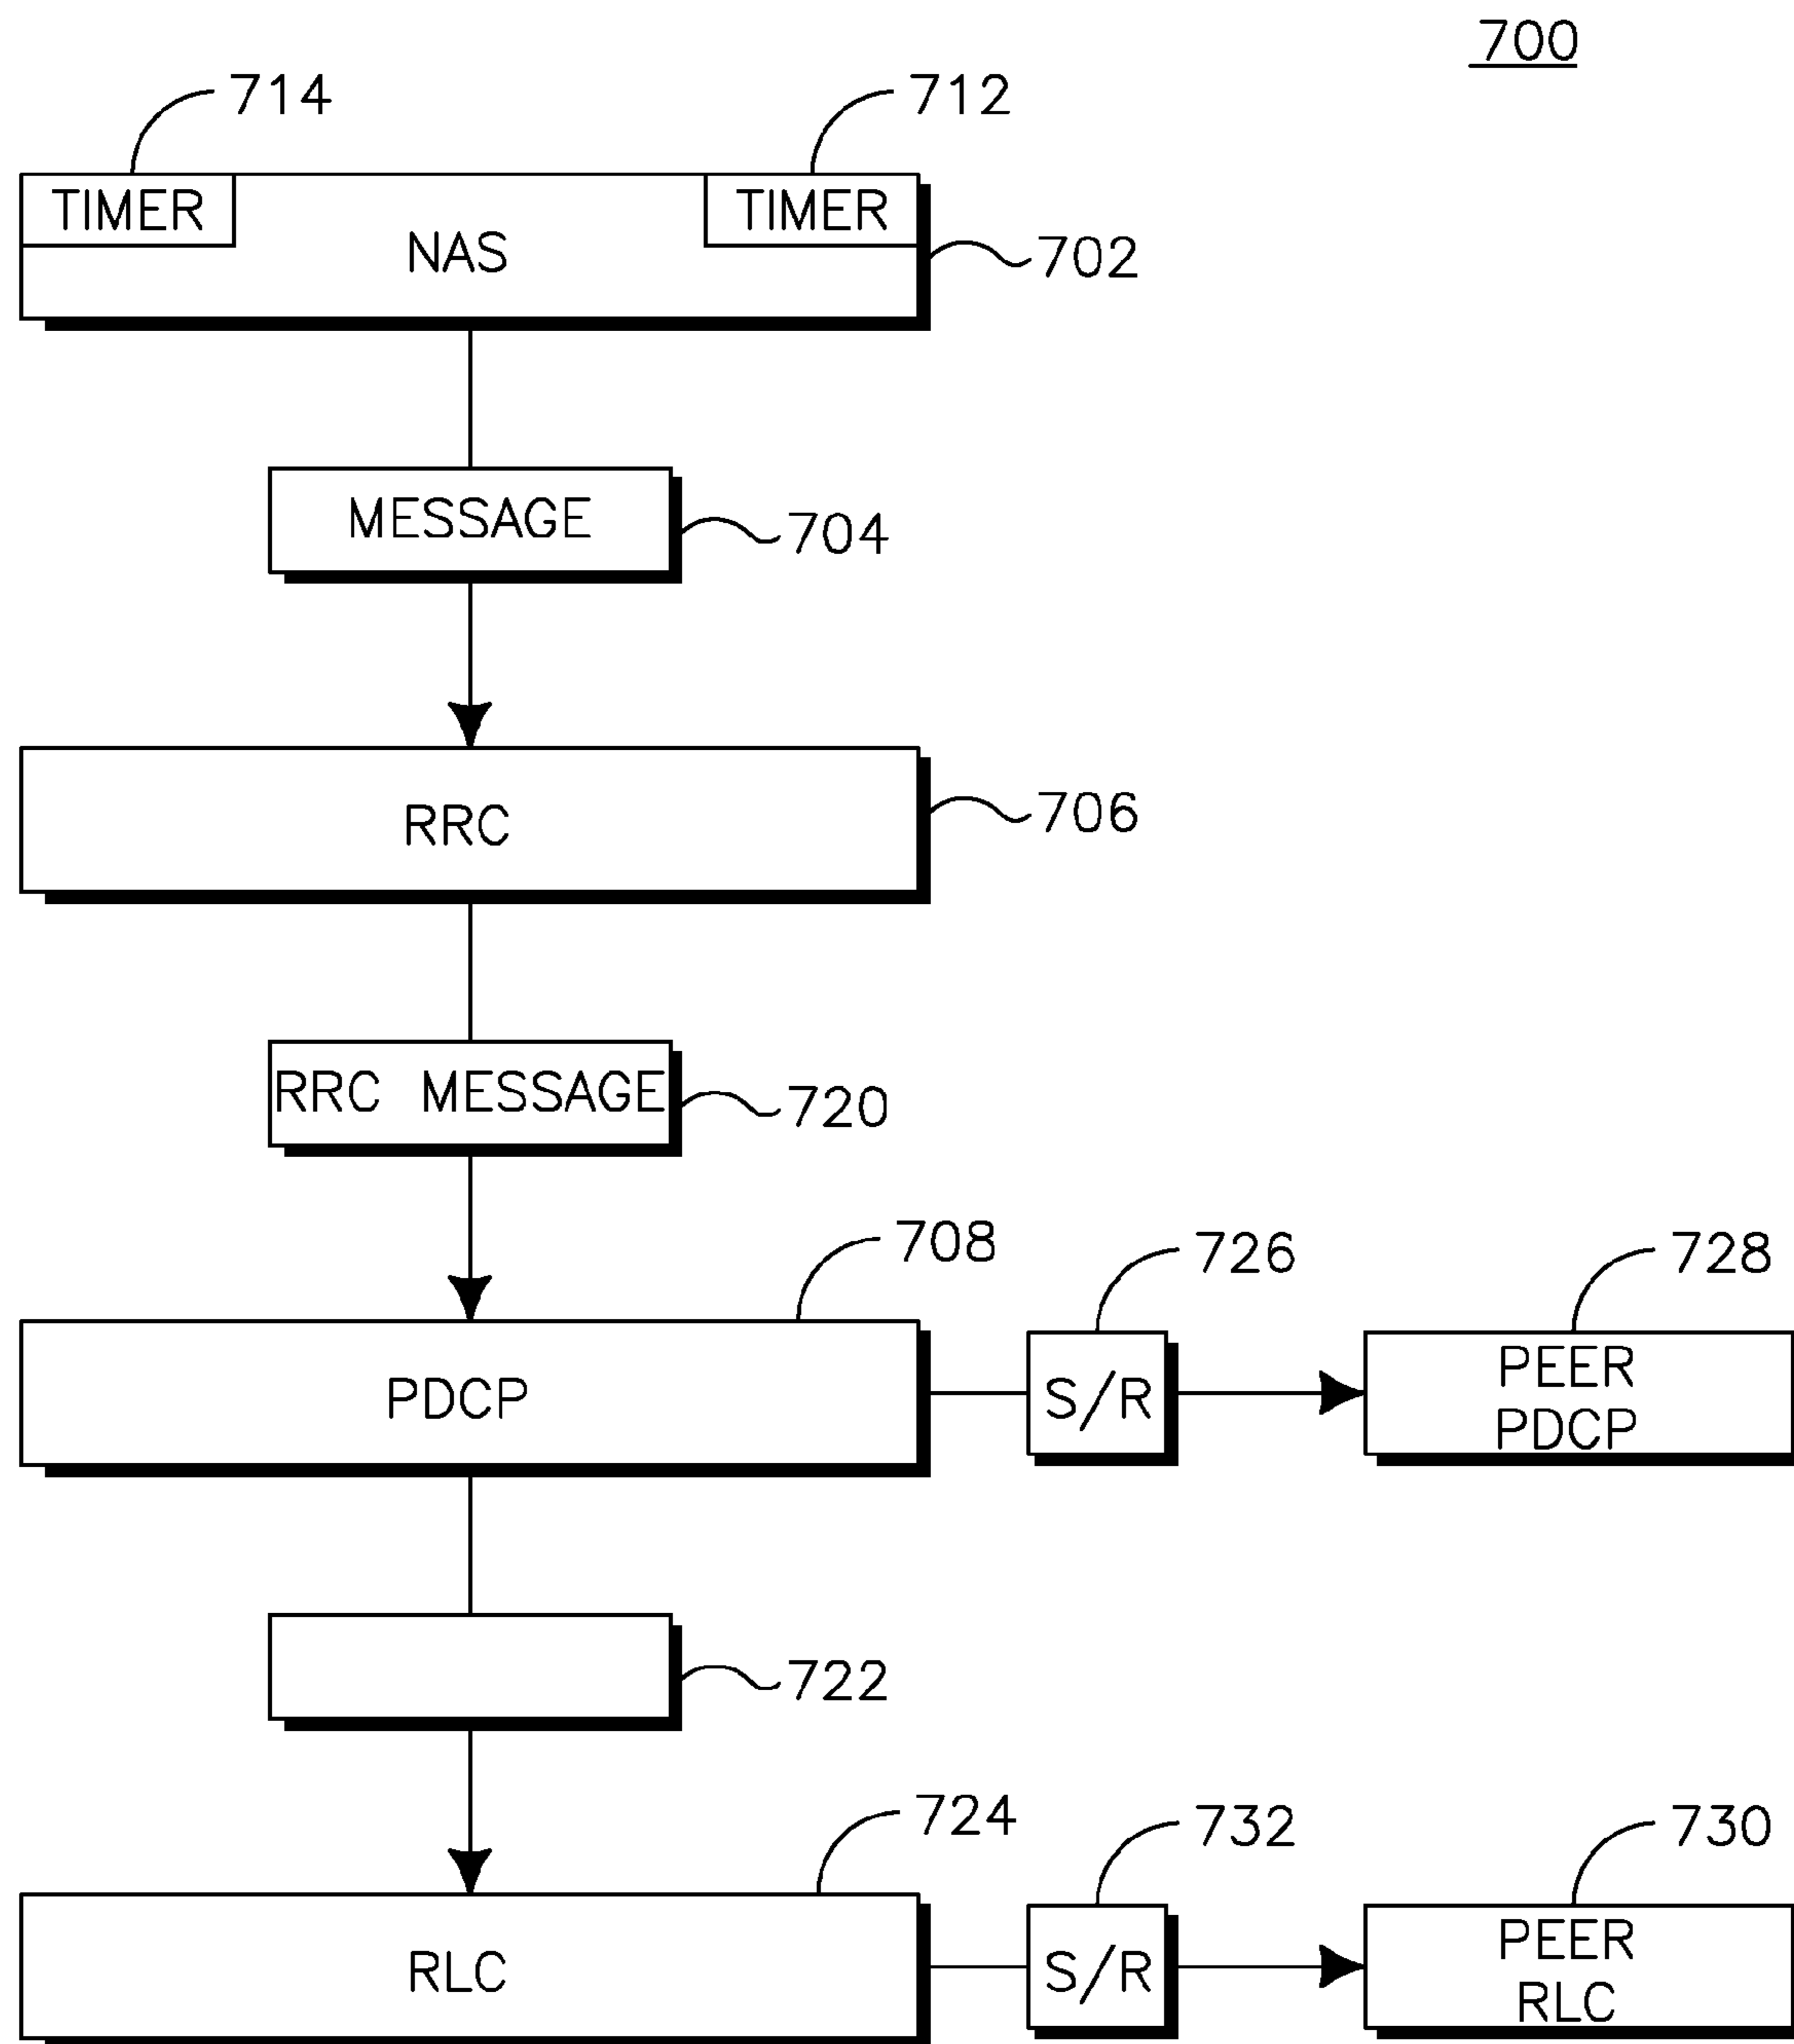 700
714
712
TIMER
TIMER
NAS
702
MESSAGE
704
RRC
706
RRC MESSAGE
720
708
726
728
PDCP
S/R
PEER
PDCP
722
724
732
730
RLC
S/R
PEER
RLC